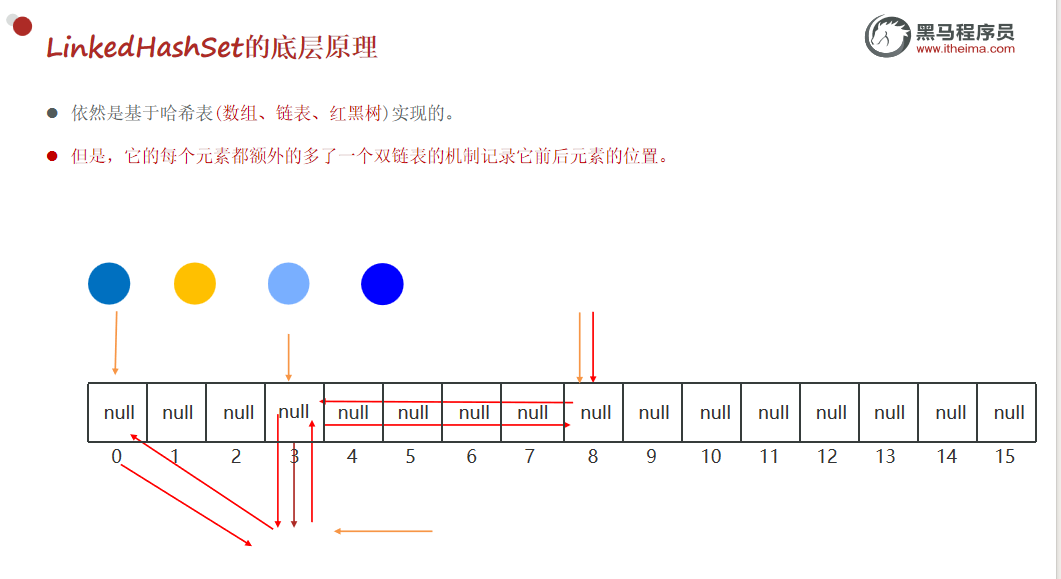 LinkedHashSet的底层原理
黑马程序员
www.itheima.com
依然是基于哈希表(数组、链表、红黑树)实现的。
但是，它的每个元素都额外的多了一个双链表的机制记录它前后元素的位置。
null null null null null null null null null null null null null null null null
0 1 2 3 4 5 6 7 8 9 10 11 12 13 14 15